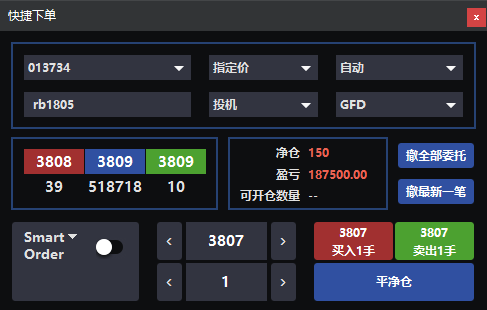 快捷下单
x
013734 指定价 自动
rb1805 投机 GFD
3808 3809 3809
39 518718 10
净仓 150
盈亏 187500.00
可开仓数量 --
撤全部委托
撤最新一笔
Smart
Order
< 3807 >
< 1 >
3807
买入1手
3807
卖出1手
平净仓